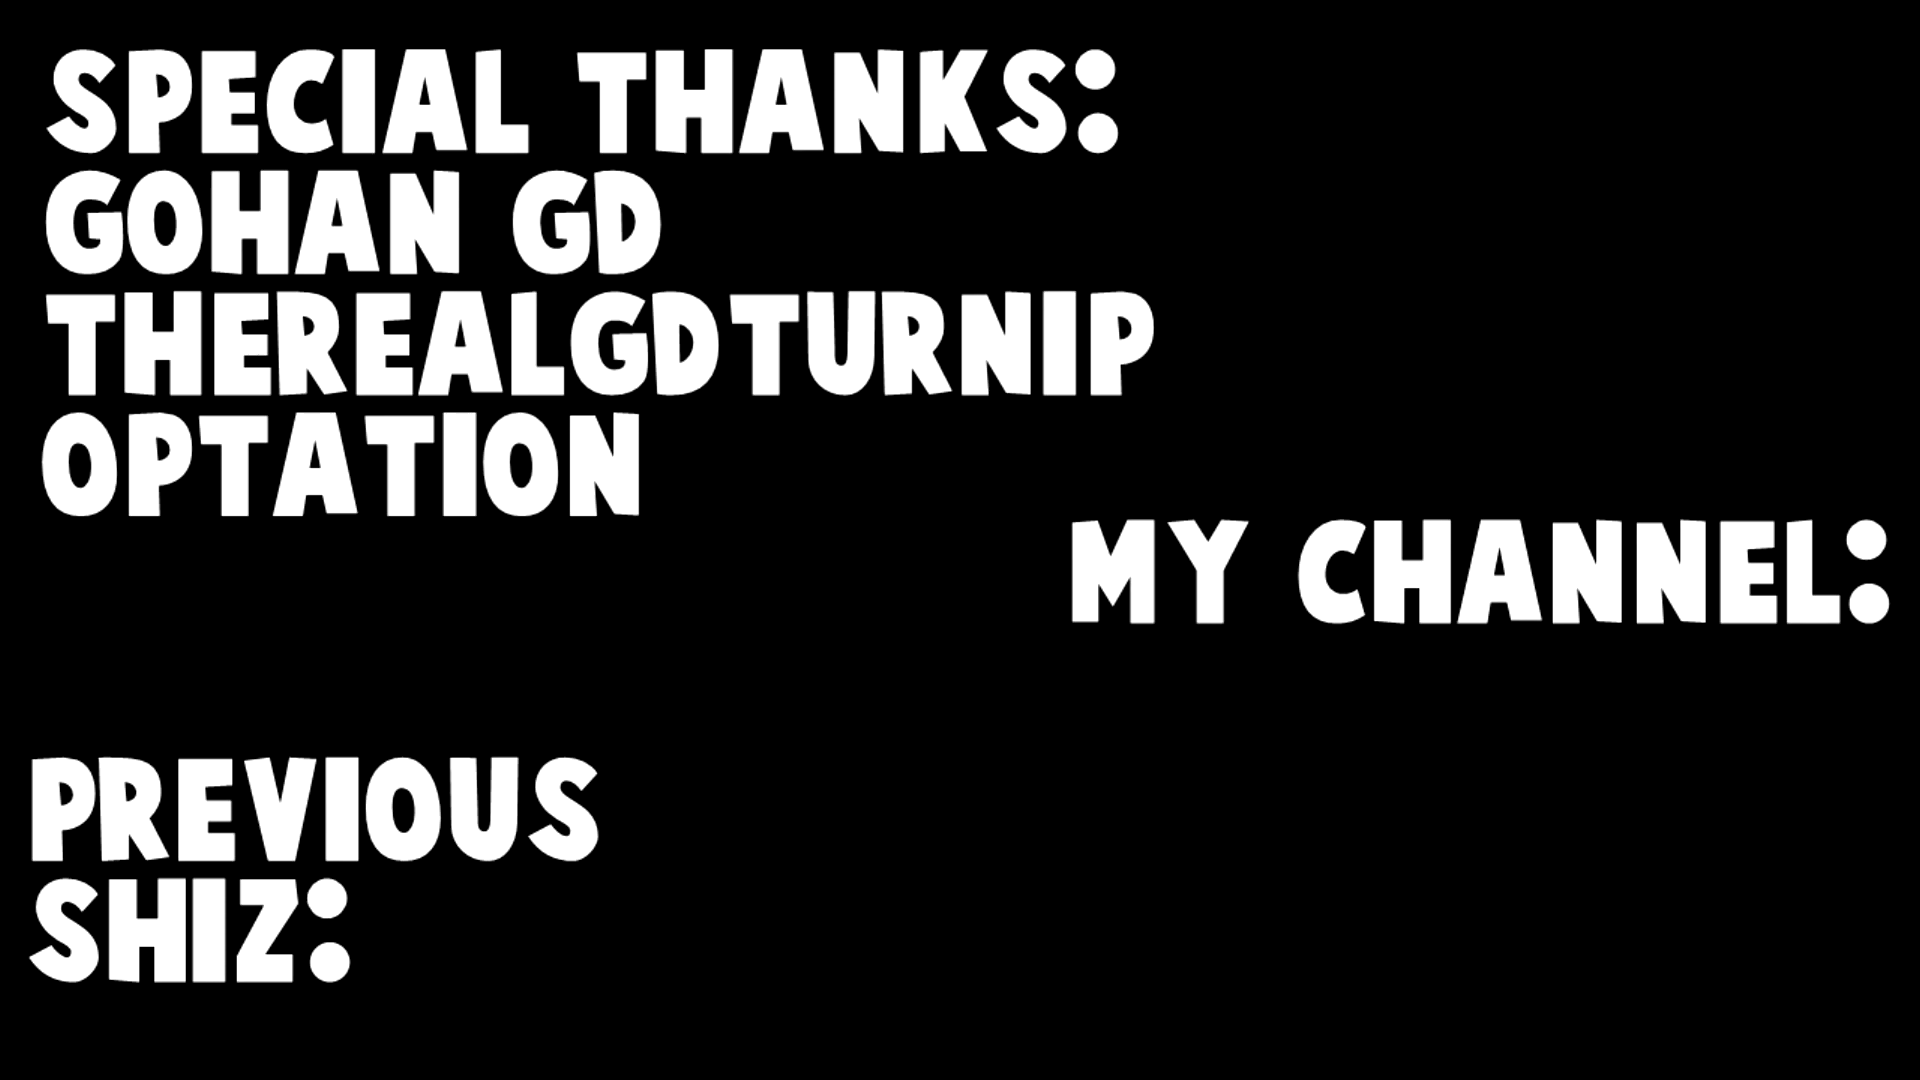 SPECIAL THANKS:
GOHAN GD
THEREALGDTURNIP
OPTATION
MY CHANNEL:
PREVIOUS
SHIZ: